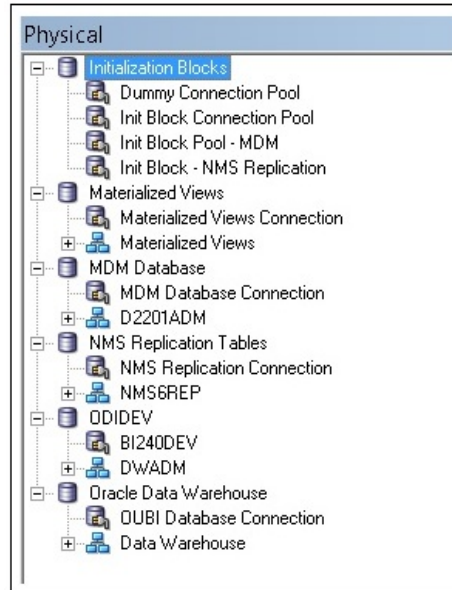 Physical
Initialization Blocks
Dummy Connection Pool
Init Block Connection Pool
Init Block Pool - MDM
Init Block - NMS Replication
Materialized Views
Materialized Views Connection
Materialized Views
MDM Database
MDM Database Connection
D2201ADM
NMS Replication Tables
NMS Replication Connection
NMS6REP
ODIDEV
BI240DEV
DWADM
Oracle Data Warehouse
OUBI Database Connection
Data Warehouse